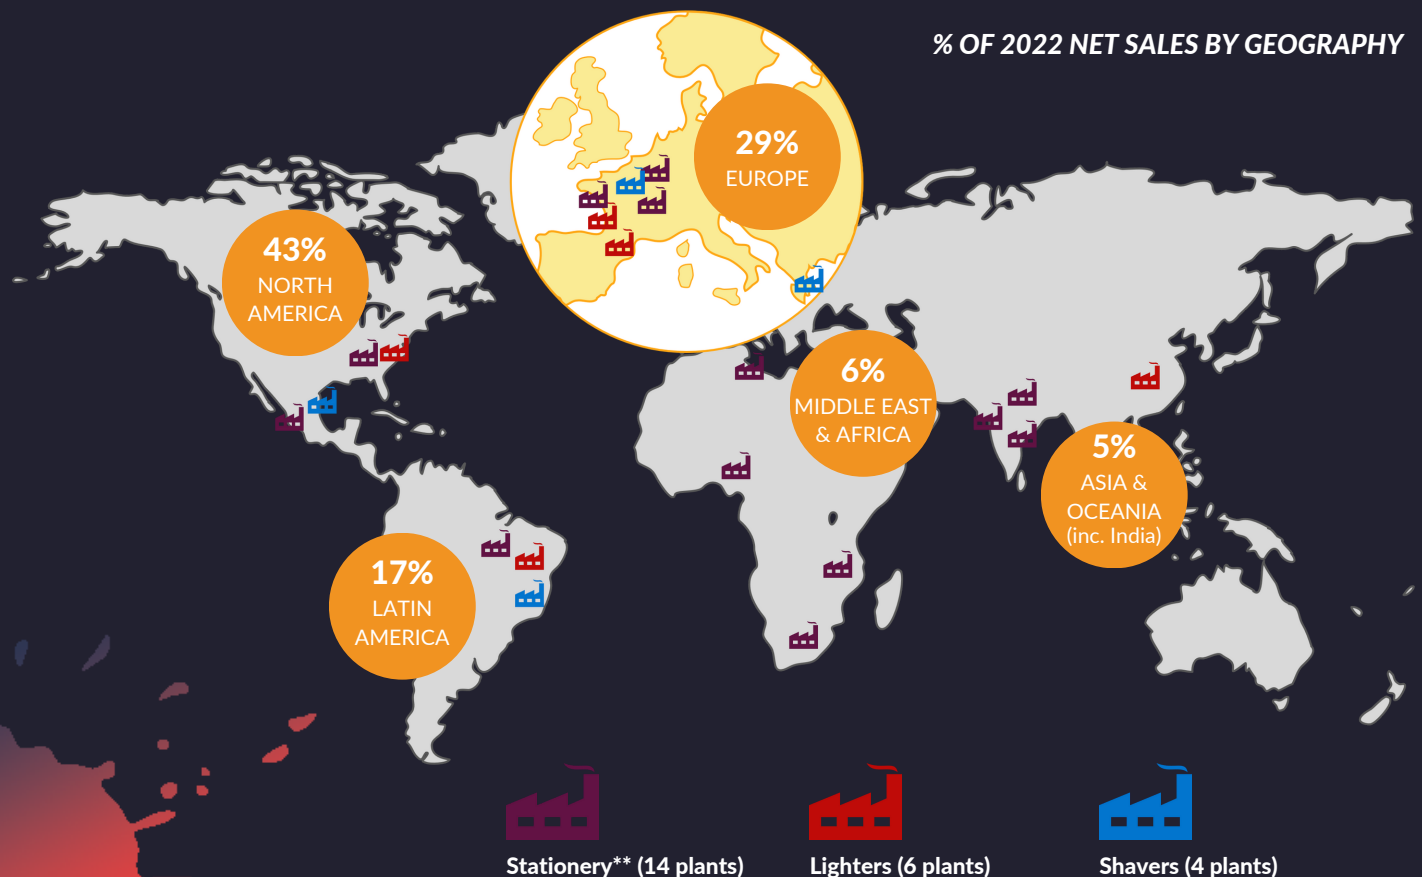 % OF 2022 NET SALES BY GEOGRAPHY
29%
EUROPE
43%
NORTH
AMERICA
6%
MIDDLE EAST
& AFRICA
5%
ASIA &
OCEANIA
(inc. India)
17%
LATIN
AMERICA
Stationery** (14 plants)
Lighters (6 plants)
Shavers (4 plants)